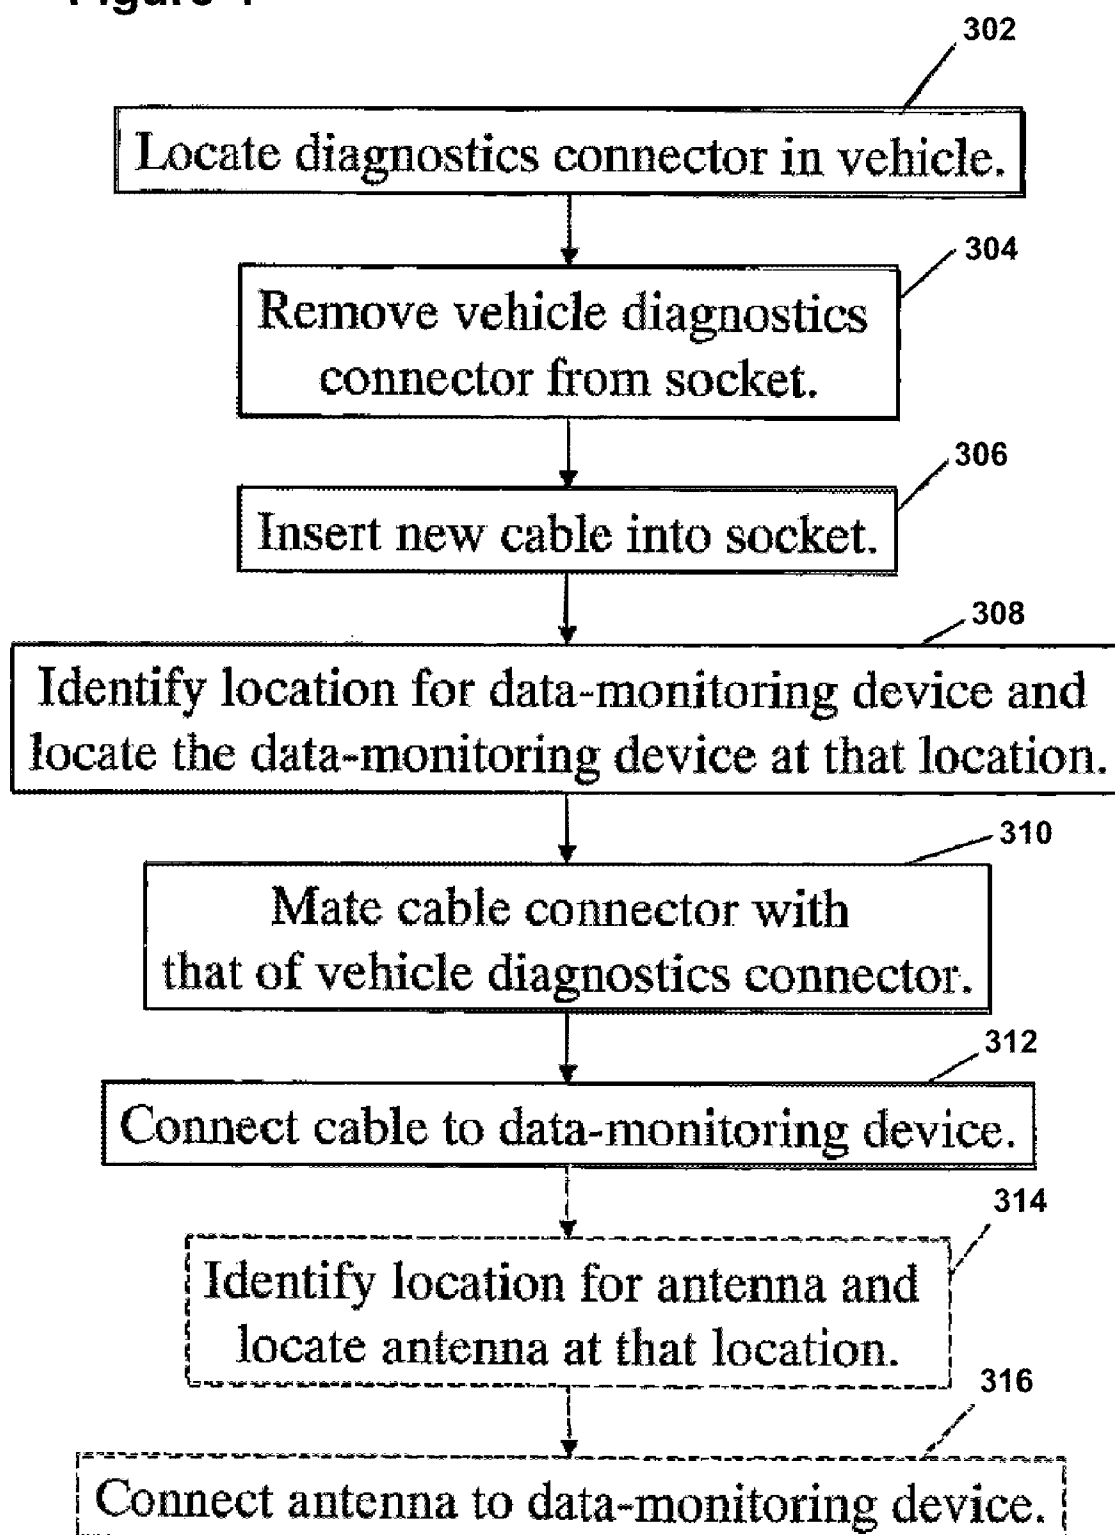 Figure
302
Locate diagnostics connector in vehicle.
304
Remove vehicle diagnostics
connector from socket.
306
Insert new cable into socket.
308
Identify location for data-monitoring device and
locate the data-monitoring device at that location.
310
Mate cable connector with
that of vehicle diagnostics connector.
312
Connect cable to data-monitoring device.
314
Identify location for antenna and
locate antenna at that location.
316
Connect antenna to data-monitoring device.